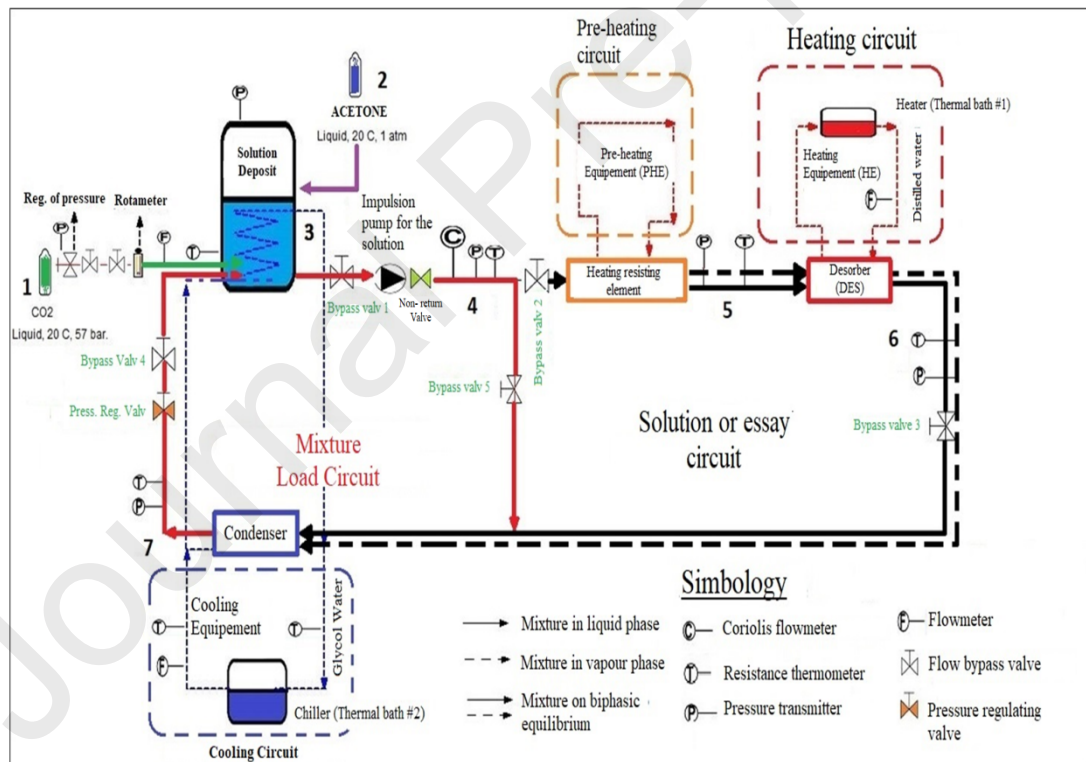 Journal Pre-
Pre-heating
circuit
Heating circuit
2
ACETONE
Liquid, 20 C, 1 atm
P
Solution
Deposit
Heater (Thermal bath #1)
Pre-heating
Equipement (PHE)
Heating
Equipement (HE)
F
Distilled water
Reg. of pressure
Rotameter
P
F
T
3
Impulsion
pump for the
solution
C
P
T
P
T
1
CO2
Liquid, 20 C, 57 bar.
Bypass valv 1
Non- return
Valve
4
Bypass valv 2
Heating resisting
element
5
Desorber
(DES)
6
T
P
Bypass Valv 4
Press. Reg. Valv
Bypass valv 5
Bypass valve 3
Solution or essay
circuit
Mixture
Load Circuit
T
P
7
Condenser
Cooling
Equipement
T
T
F
Glycol Water
Chiller (Thermal bath #2)
Cooling Circuit
Simbology
Mixture in liquid phase
C Coriolis flowmeter
F Flowmeter
Mixture in vapour phase
T Resistance thermometer
Flow bypass valve
Mixture on biphasic
equilibrium
P Pressure transmitter
Pressure regulating
valve